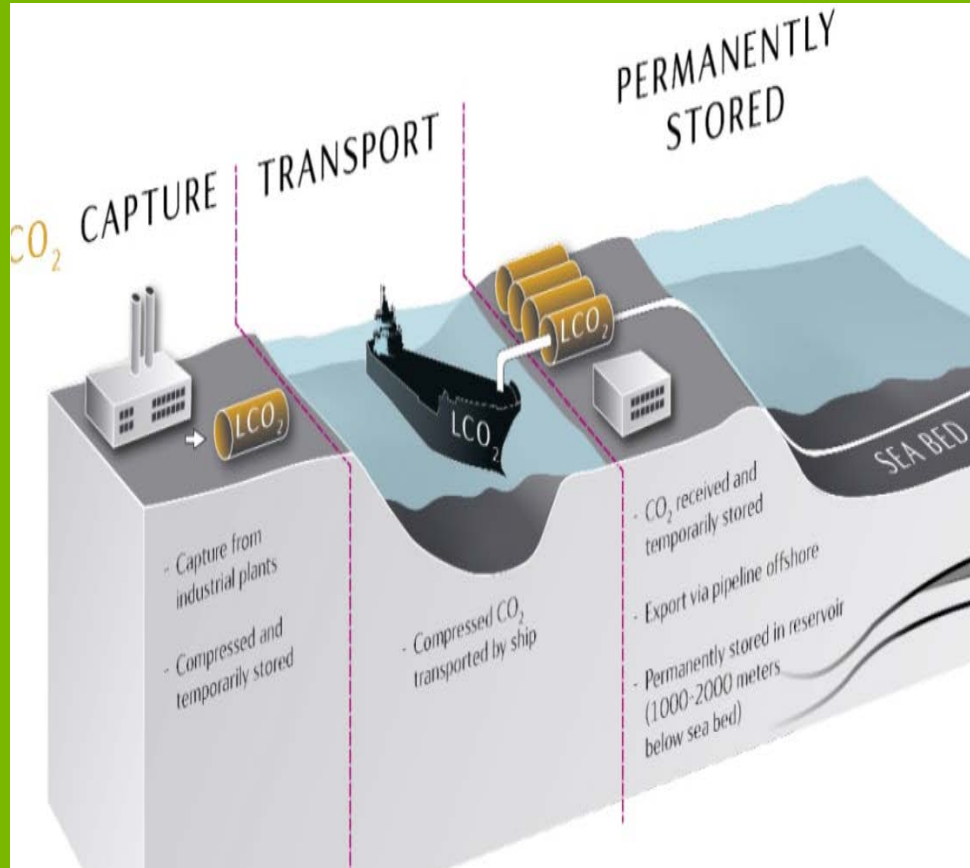 CO₂ CAPTURE
TRANSPORT
PERMANENTLY
STORED
LCO₂
LCO₂
LCO₂
SEA BED
- Capture from
industrial plants
- Compressed and
temporarily stored
- Compressed CO₂
transported by ship
- CO₂ received and
temporarily stored
- Export via pipeline offshore
- Permanently stored in reservoir
(1000-2000 meters
below sea bed)